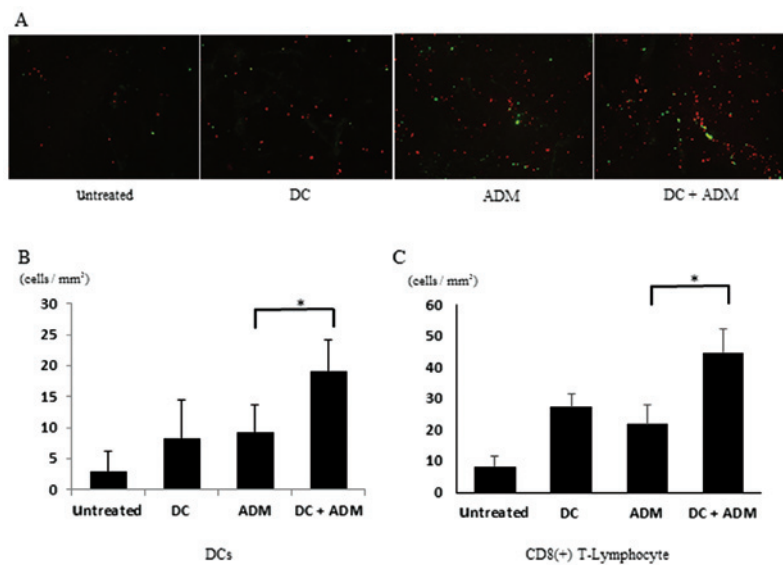 A
untreated DC ADM DC + ADM
B
(cells / mm²)
30
25
20
15
10
5
0
*
Untreated DC ADM DC + ADM
DCs
C
(cells / mm²)
60
50
40
30
20
10
0
*
Untreated DC ADM DC + ADM
CD8(+) T-Lymphocyte